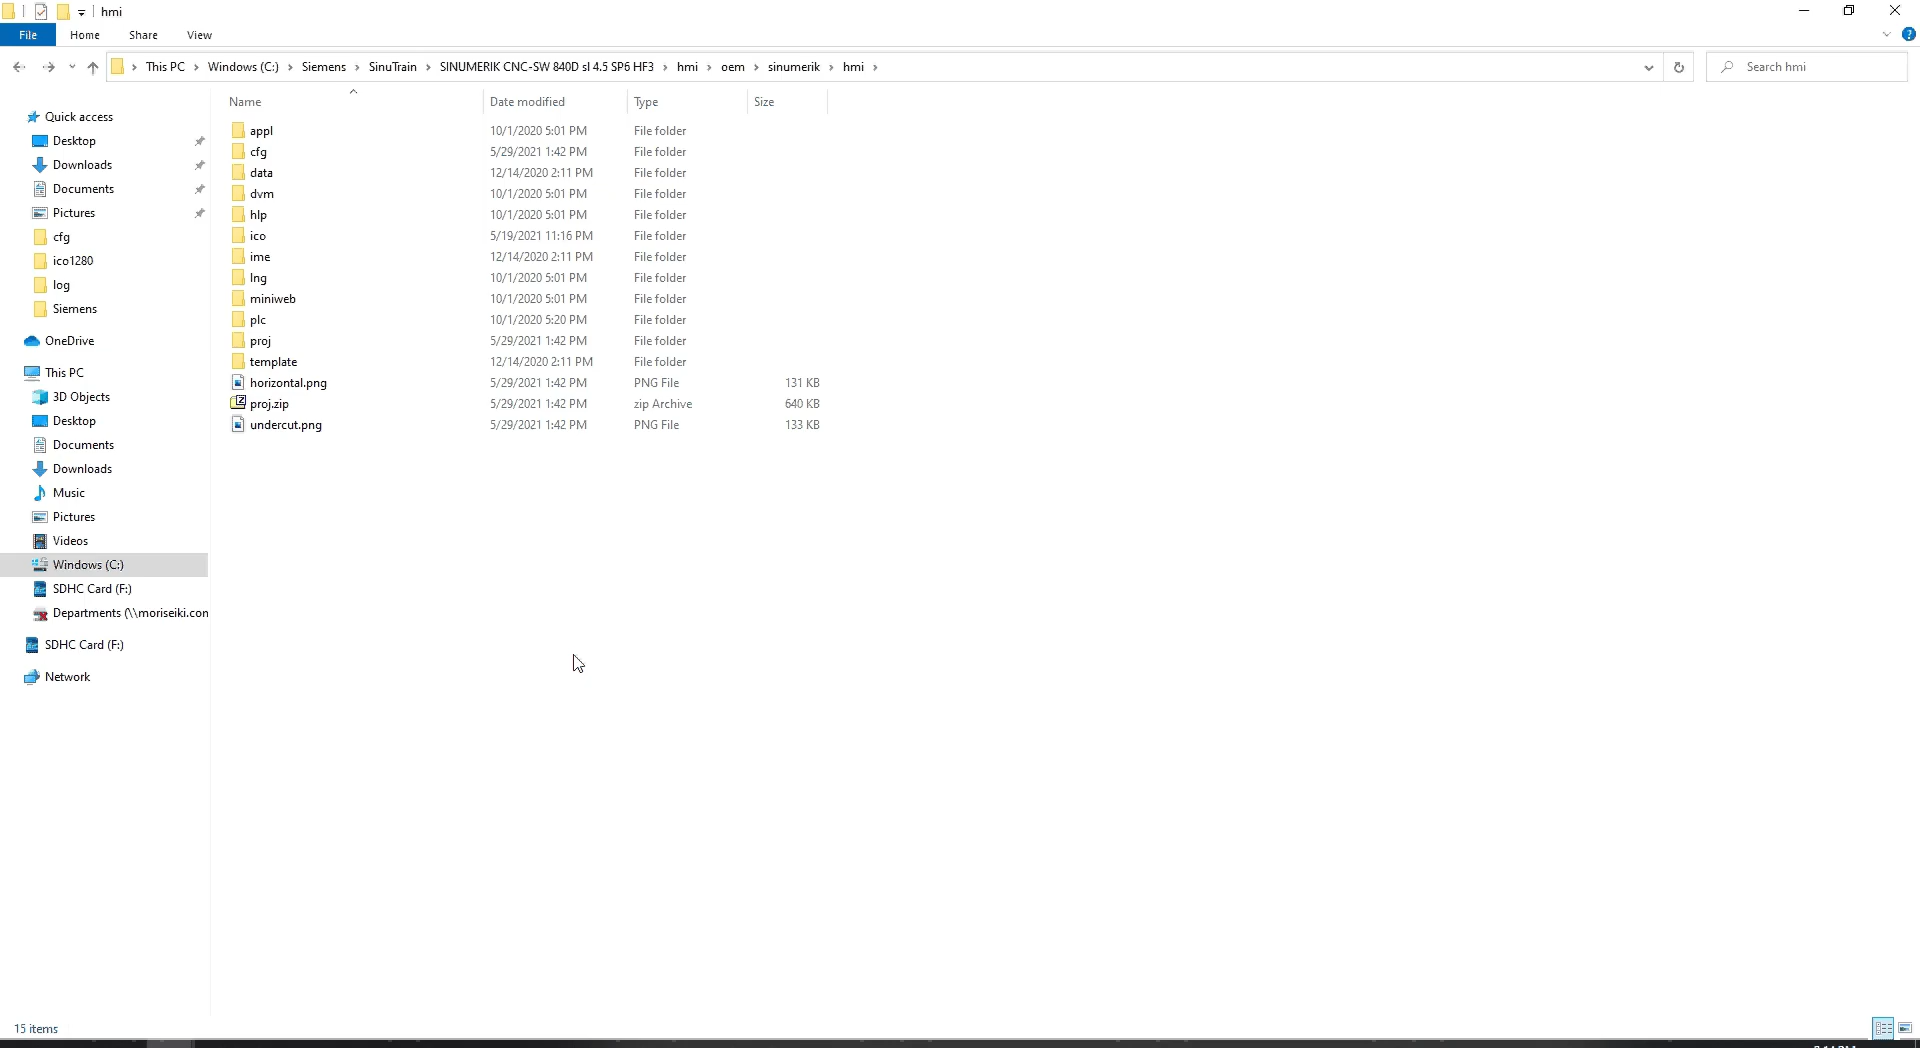 hmi
File Home Share View
This PC Windows (C:) Siemens SinuTrain SINUMERIK CNC-SW 840D sl 4.5 SP6 HF3 hmi oem sinumerik hmi Search hmi
Name Date modified Type Size
Quick access
Desktop
Downloads
Documents
Pictures
cfg
ico1280
log
Siemens
OneDrive
This PC
3D Objects
Desktop
Documents
Downloads
Music
Pictures
Videos
Windows (C:)
SDHC Card (F:)
Departments (\\moriseiki.con
SDHC Card (F:)
Network
appl 10/1/2020 5:01 PM File folder
cfg 5/29/2021 1:42 PM File folder
data 12/14/2020 2:11 PM File folder
dvm 10/1/2020 5:01 PM File folder
hlp 10/1/2020 5:01 PM File folder
ico 5/19/2021 11:16 PM File folder
ime 12/14/2020 2:11 PM File folder
lng 10/1/2020 5:01 PM File folder
miniweb 10/1/2020 5:01 PM File folder
plc 10/1/2020 5:20 PM File folder
proj 5/29/2021 1:42 PM File folder
template 12/14/2020 2:11 PM File folder
horizontal.png 5/29/2021 1:42 PM PNG File 131 KB
proj.zip 5/29/2021 1:42 PM zip Archive 640 KB
undercut.png 5/29/2021 1:42 PM PNG File 133 KB
15 items